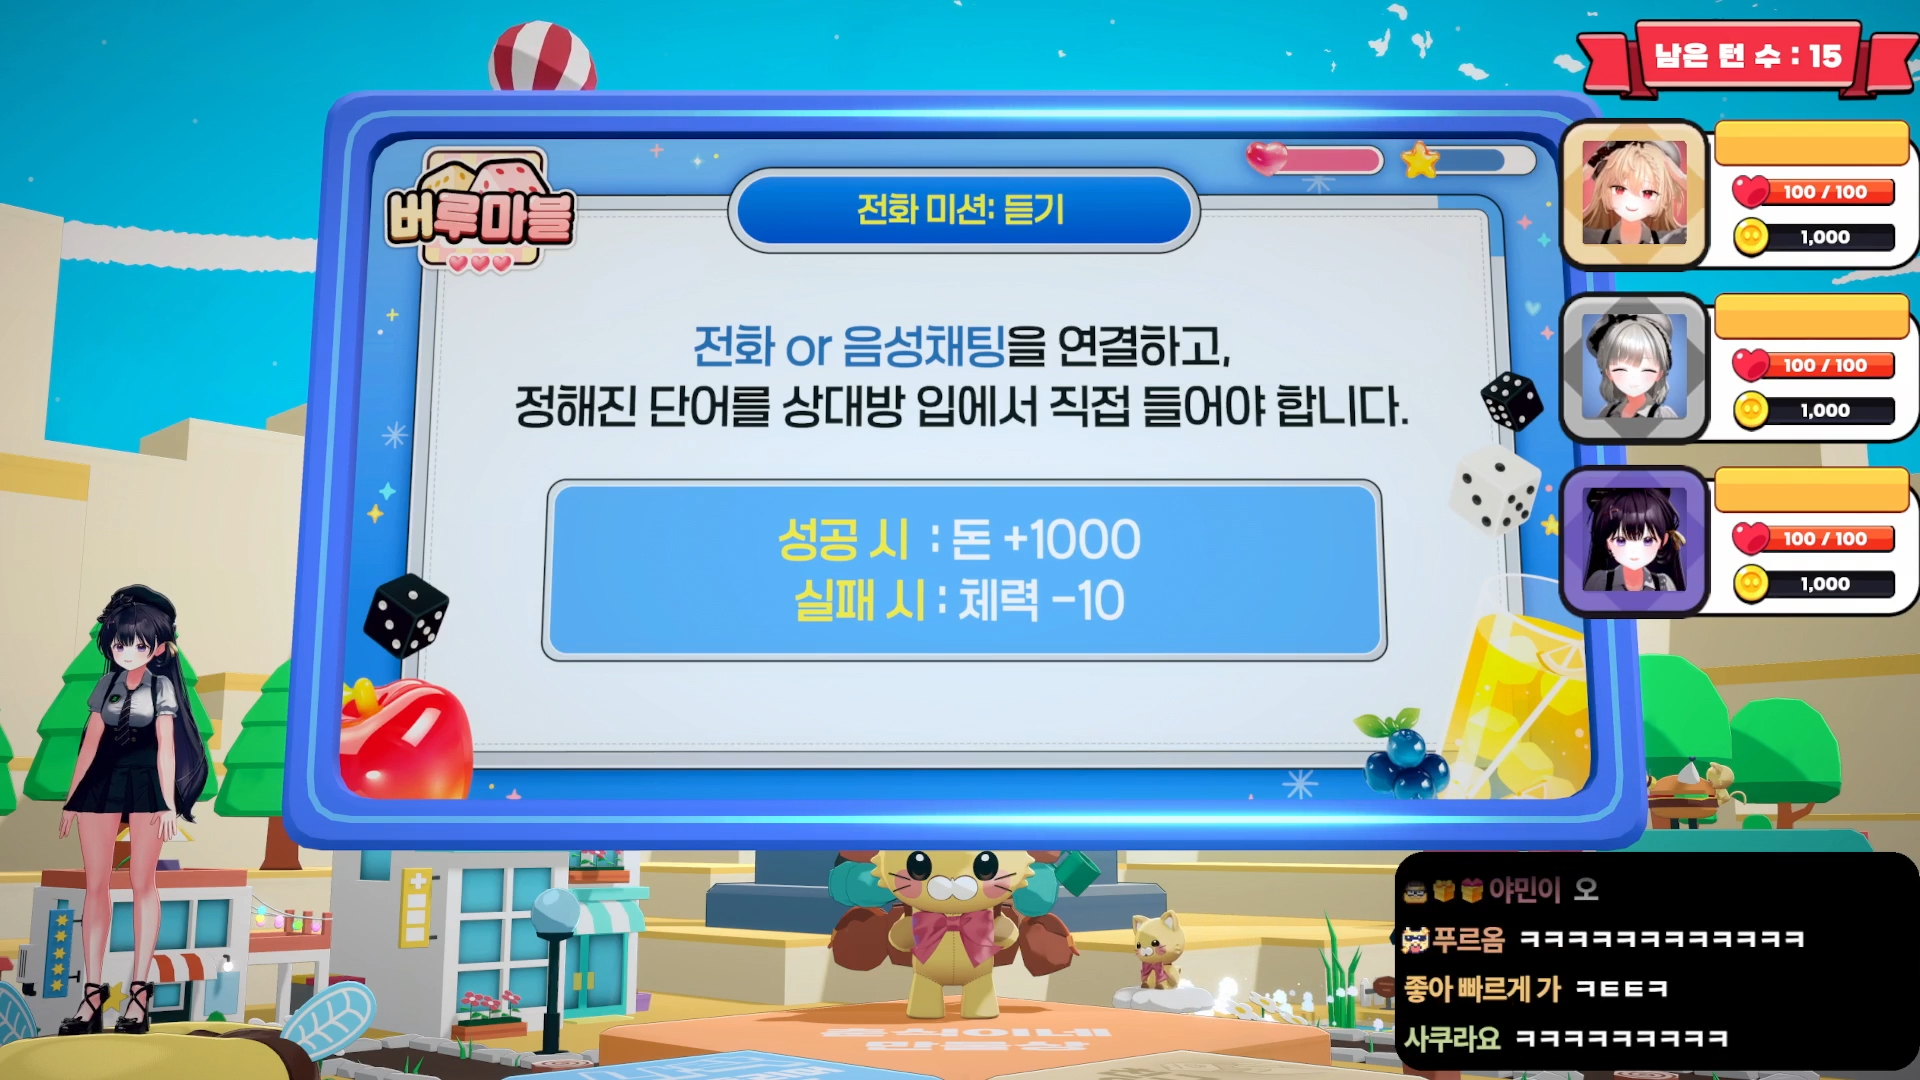 남은 턴 수 : 15
버루마블
전화 미션: 듣기
전화 or 음성채팅을 연결하고,
정해진 단어를 상대방 입에서 직접 들어야 합니다.
성공 시 : 돈 +1000
실패 시 : 체력 -10
100 / 100
1,000
100 / 100
1,000
100 / 100
1,000
야민이 오
푸르옴 ㅋㅋㅋㅋㅋㅋㅋㅋㅋㅋㅋㅋ
좋아 빠르게 가 ㅋㅌㅌㅋ
사쿠라요 ㅋㅋㅋㅋㅋㅋㅋㅋㅋ